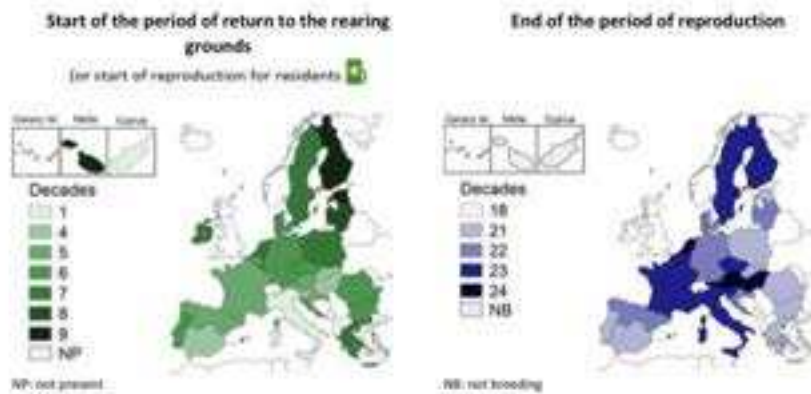 Start of the period of return to the rearing
grounds
(or start of reproduction for residents )
Malta
Decades
1
4
5
6
7
8
9
NP
NP: not present
End of the period of reproduction
Malta
Decades
18
21
22
23
24
NB
NB: not breeding